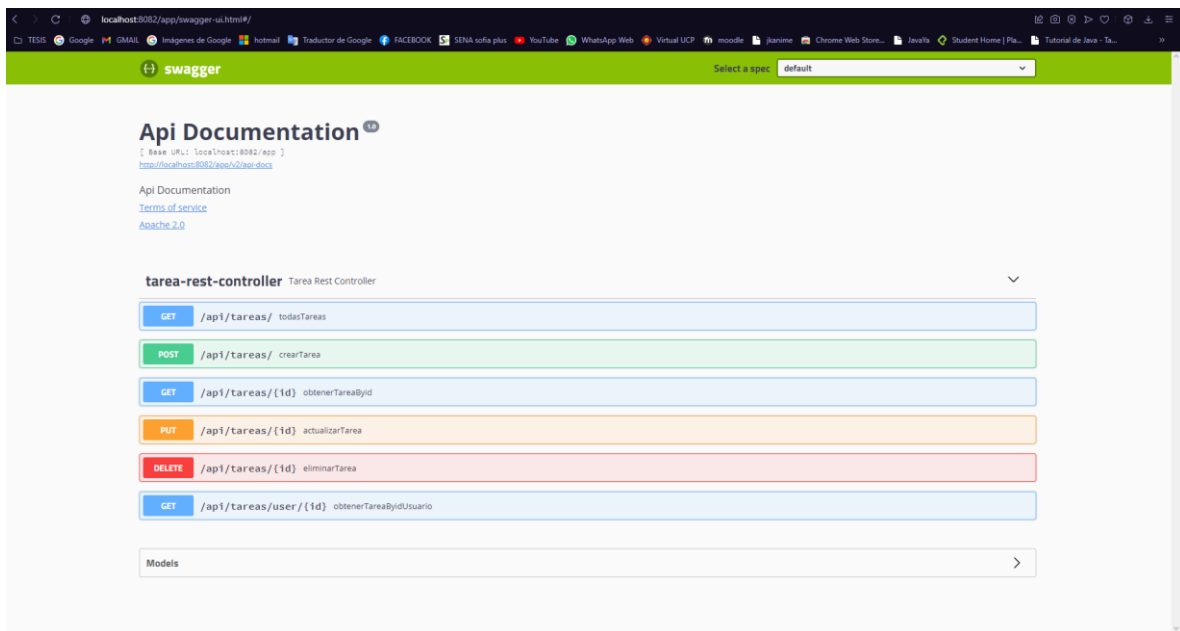 localhost:8082/app/swagger-ui.html#/
TESIS Google GMAIL Imágenes de Google hotmail Traductor de Google FACEBOOK SENA sofia plus YouTube WhatsApp Web Virtual UCP moodle jkanime Chrome Web Store... JavaYa Student Home | Pla... Tutorial de Java - Ta... »
swagger Select a spec default
Api Documentation 1.0
[ Base URL: localhost:8082/app ]
http://localhost:8082/app/v2/api-docs
Api Documentation
Terms of service
Apache 2.0
tarea-rest-controller Tarea Rest Controller
GET /api/tareas/ todasTareas
POST /api/tareas/ crearTarea
GET /api/tareas/{id} obtenerTareaByid
PUT /api/tareas/{id} actualizarTarea
DELETE /api/tareas/{id} eliminarTarea
GET /api/tareas/user/{id} obtenerTareaByidUsuario
Models